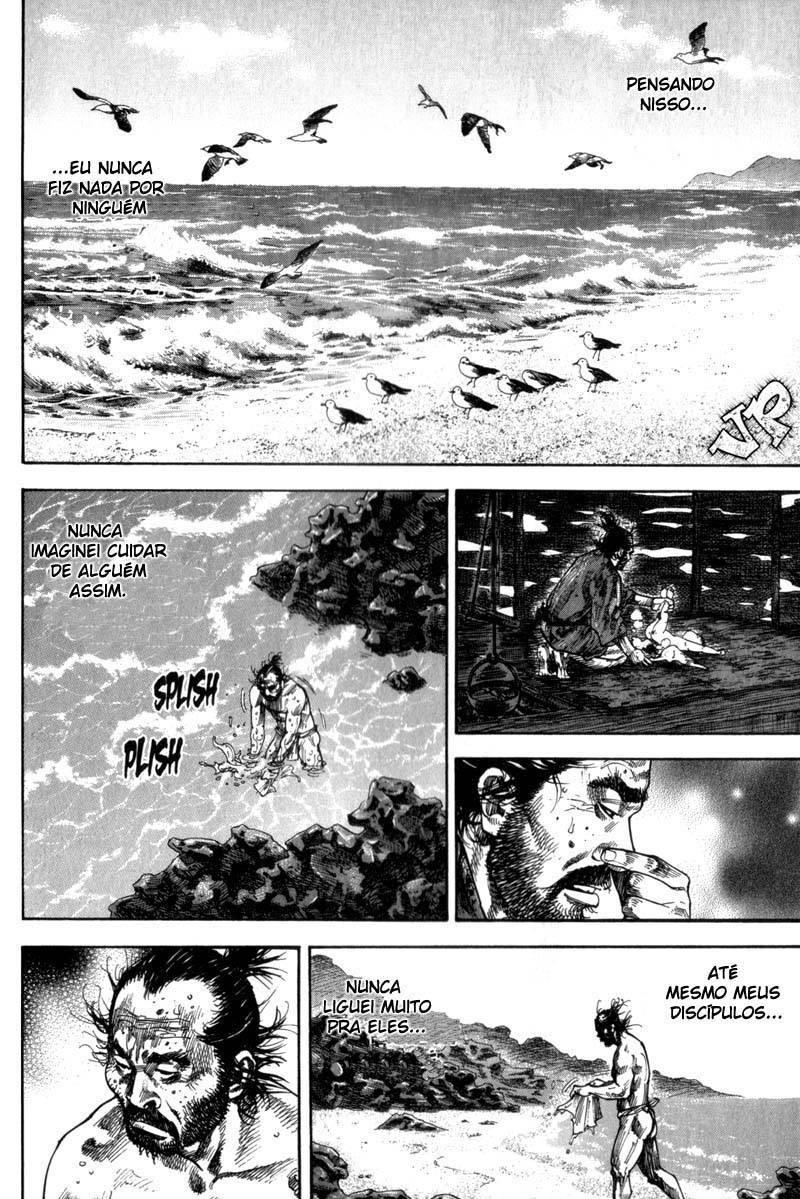 PENSANDO
NISSO...
...EU NUNCA
FIZ NADA POR
NINGUÉM
VR
NUNCA
IMAGINEI CUIDAR
DE ALGUÉM
ASSIM.
SPLISH
PLISH
ATÉ
MESMO MEUS
DISCÍPULOS...
NUNCA
LIGUEI MUITO
PRA ELES...